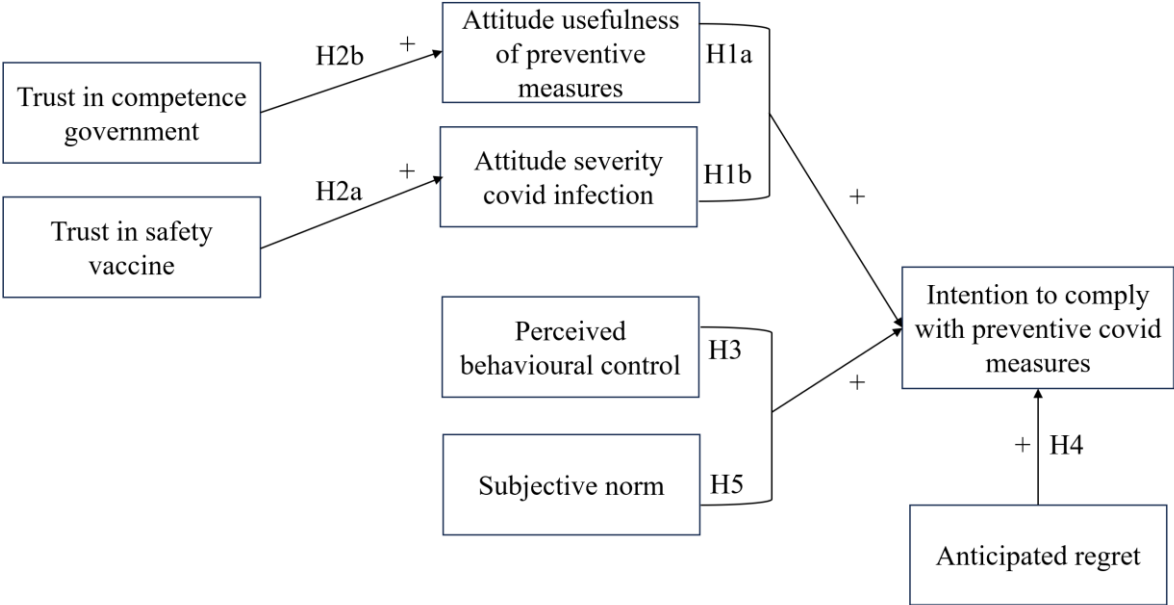 Trust in competence
government
Trust in safety
vaccine
H2b
+
H2a
+
Attitude usefulness
of preventive
measures
Attitude severity
covid infection
H1a
H1b
+
Perceived
behavioural control
Subjective norm
H3
H5
+
Intention to comply
with preventive covid
measures
+
H4
Anticipated regret